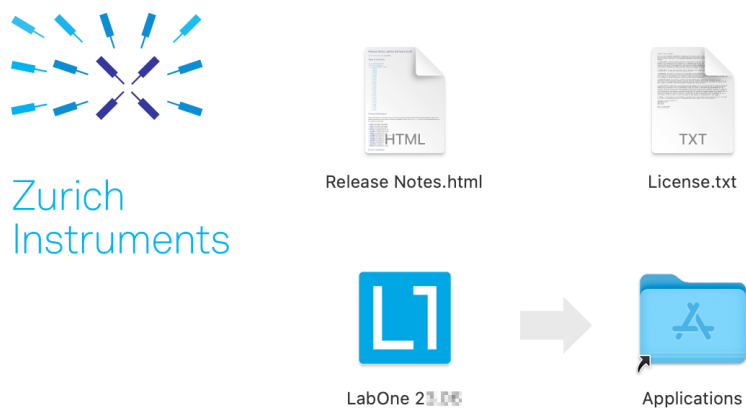 Zurich
Instruments
HTML
TXT
Release Notes.html
License.txt
L1
LabOne
Applications